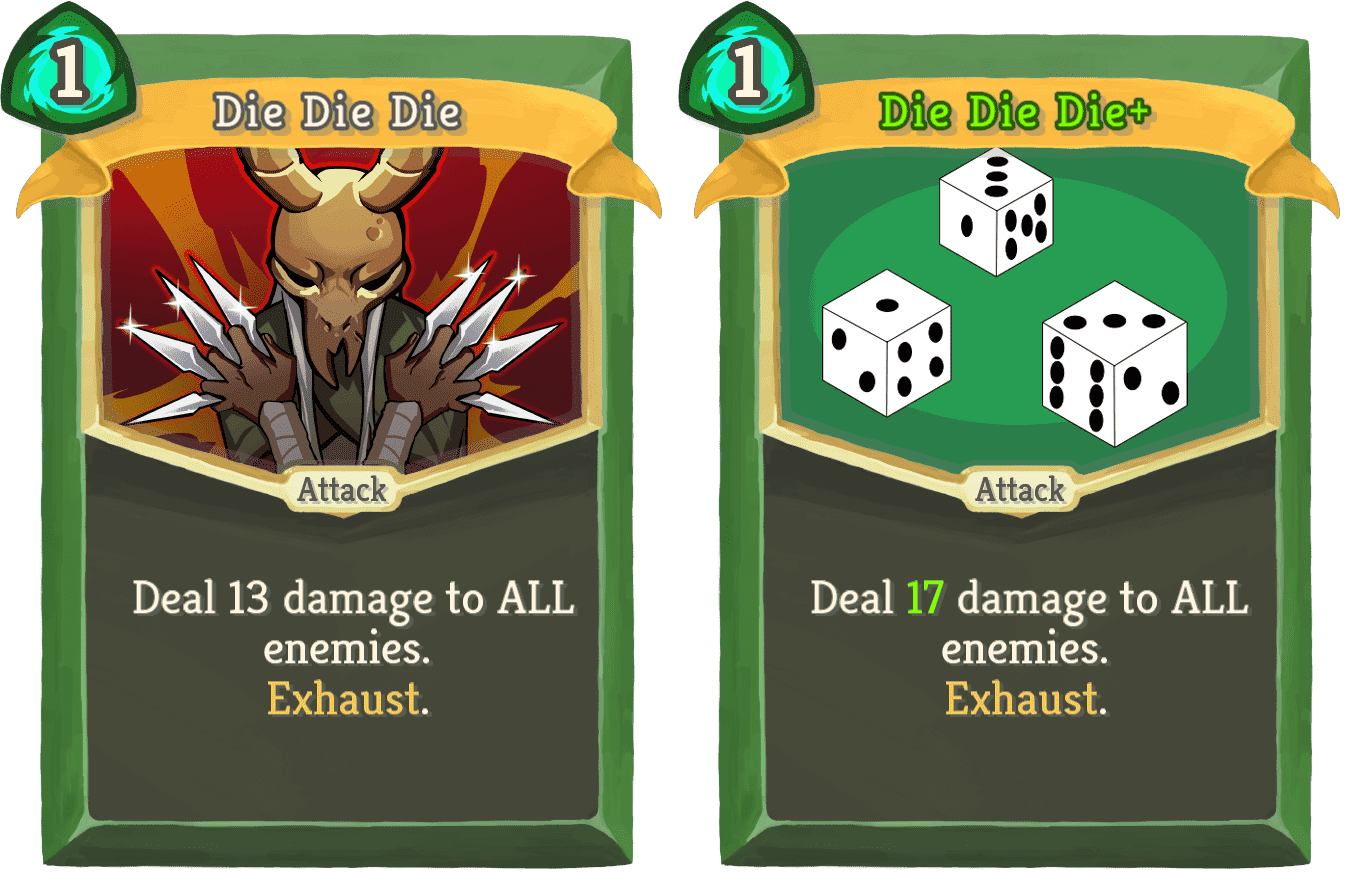 1
Die Die Die
Attack
Deal 13 damage to ALL
enemies.
Exhaust.
1
Die Die Die+
Attack
Deal 17 damage to ALL
enemies.
Exhaust.